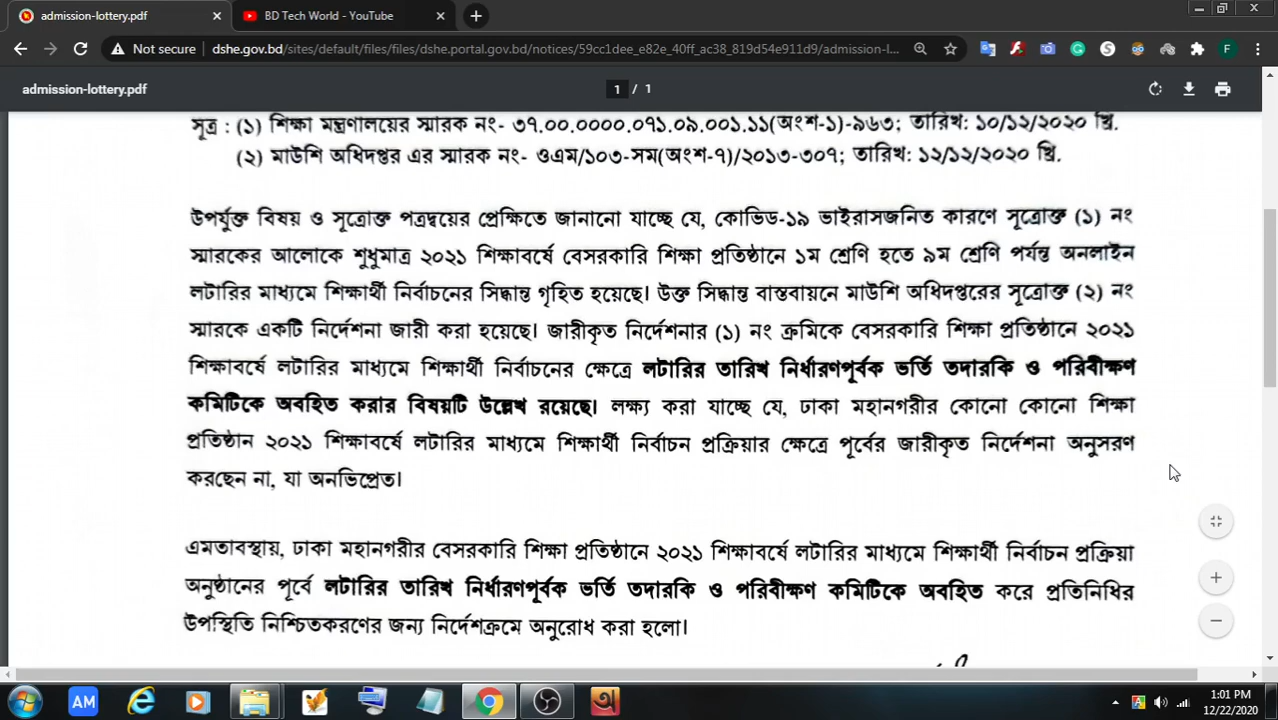 admission-lottery.pdf
BD Tech World - YouTube
Not secure | dshe.gov.bd/sites/default/files/files/dshe.portal.gov.bd/notices/59cc1dee_e82e_40ff_ac38_819d54e911d9/admission-l...
F
admission-lottery.pdf
1 / 1
সূত্র : (১) শিক্ষা মন্ত্রণালয়ের স্মারক নং- ৩৭.০০.০০০০.০৭১.০৯.০০১.১১(অংশ-১)-৯৬৩; তারিখ: ১০/১২/২০২০ খ্রি.
(২) মাউশি অধিদপ্তর এর স্মারক নং- ওএম/১০৩-সম(অংশ-৭)/২০১৩-৩০৭; তারিখ: ১২/১২/২০২০ খ্রি.
উপর্যুক্ত বিষয় ও সূত্রোক্ত পত্রদ্বয়ের প্রেক্ষিতে জানানো যাচ্ছে যে, কোভিড-১৯ ভাইরাসজনিত কারণে সূত্রোক্ত (১) নং
স্মারকের আলোকে শুধুমাত্র ২০২১ শিক্ষাবর্ষে বেসরকারি শিক্ষা প্রতিষ্ঠানে ১ম শ্রেণি হতে ৯ম শ্রেণি পর্যন্ত অনলাইন
লটারির মাধ্যমে শিক্ষার্থী নির্বাচনের সিদ্ধান্ত গৃহিত হয়েছে। উক্ত সিদ্ধান্ত বাস্তবায়নে মাউশি অধিদপ্তরের সূত্রোক্ত (২) নং
স্মারকে একটি নির্দেশনা জারী করা হয়েছে। জারীকৃত নির্দেশনার (১) নং ক্রমিকে বেসরকারি শিক্ষা প্রতিষ্ঠানে ২০২১
শিক্ষাবর্ষে লটারির মাধ্যমে শিক্ষার্থী নির্বাচনের ক্ষেত্রে লটারির তারিখ নির্ধারণপূর্বক ভর্তি তদারকি ও পরিবীক্ষণ
কমিটিকে অবহিত করার বিষয়টি উল্লেখ রয়েছে। লক্ষ্য করা যাচ্ছে যে, ঢাকা মহানগরীর কোনো কোনো শিক্ষা
প্রতিষ্ঠান ২০২১ শিক্ষাবর্ষে লটারির মাধ্যমে শিক্ষার্থী নির্বাচন প্রক্রিয়ার ক্ষেত্রে পূর্বের জারীকৃত নির্দেশনা অনুসরণ
করছেন না, যা অনভিপ্রেত।
এমতাবস্থায়, ঢাকা মহানগরীর বেসরকারি শিক্ষা প্রতিষ্ঠানে ২০২১ শিক্ষাবর্ষে লটারির মাধ্যমে শিক্ষার্থী নির্বাচন প্রক্রিয়া
অনুষ্ঠানের পূর্বে লটারির তারিখ নির্ধারণপূর্বক ভর্তি তদারকি ও পরিবীক্ষণ কমিটিকে অবহিত করে প্রতিনিধির
উপস্থিতি নিশ্চিতকরণের জন্য নির্দেশক্রমে অনুরোধ করা হলো।
AM
অ
1:01 PM
12/22/2020